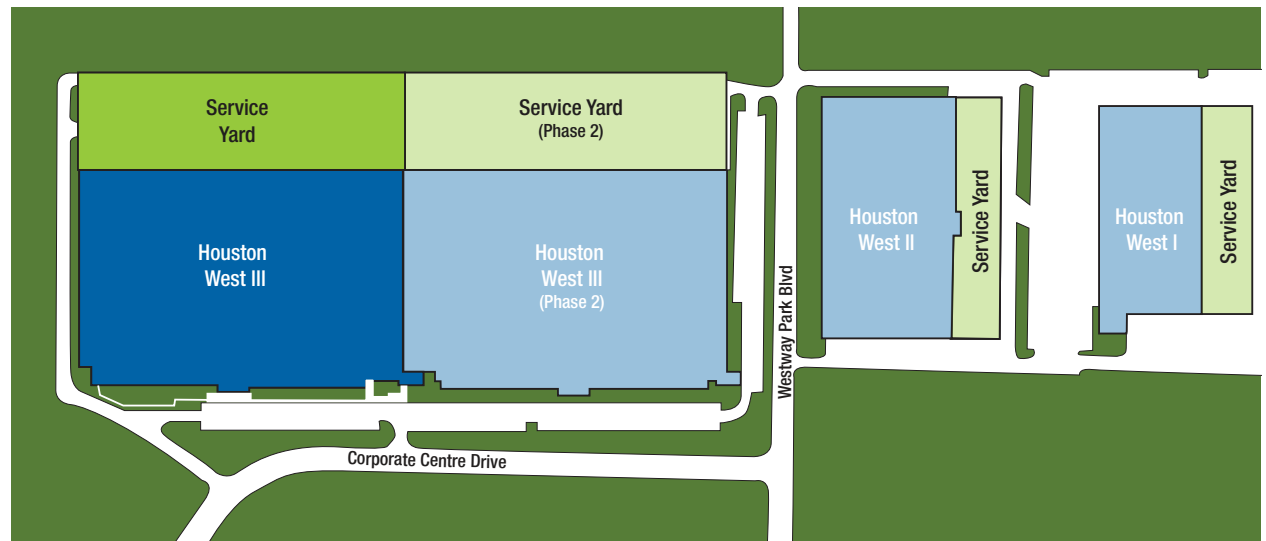 Service
Yard
Service Yard
(Phase 2)
Houston
West III
Houston
West III
(Phase 2)
Westway Park Blvd
Houston
West II
Service Yard
Houston
West I
Service Yard
Corporate Centre Drive